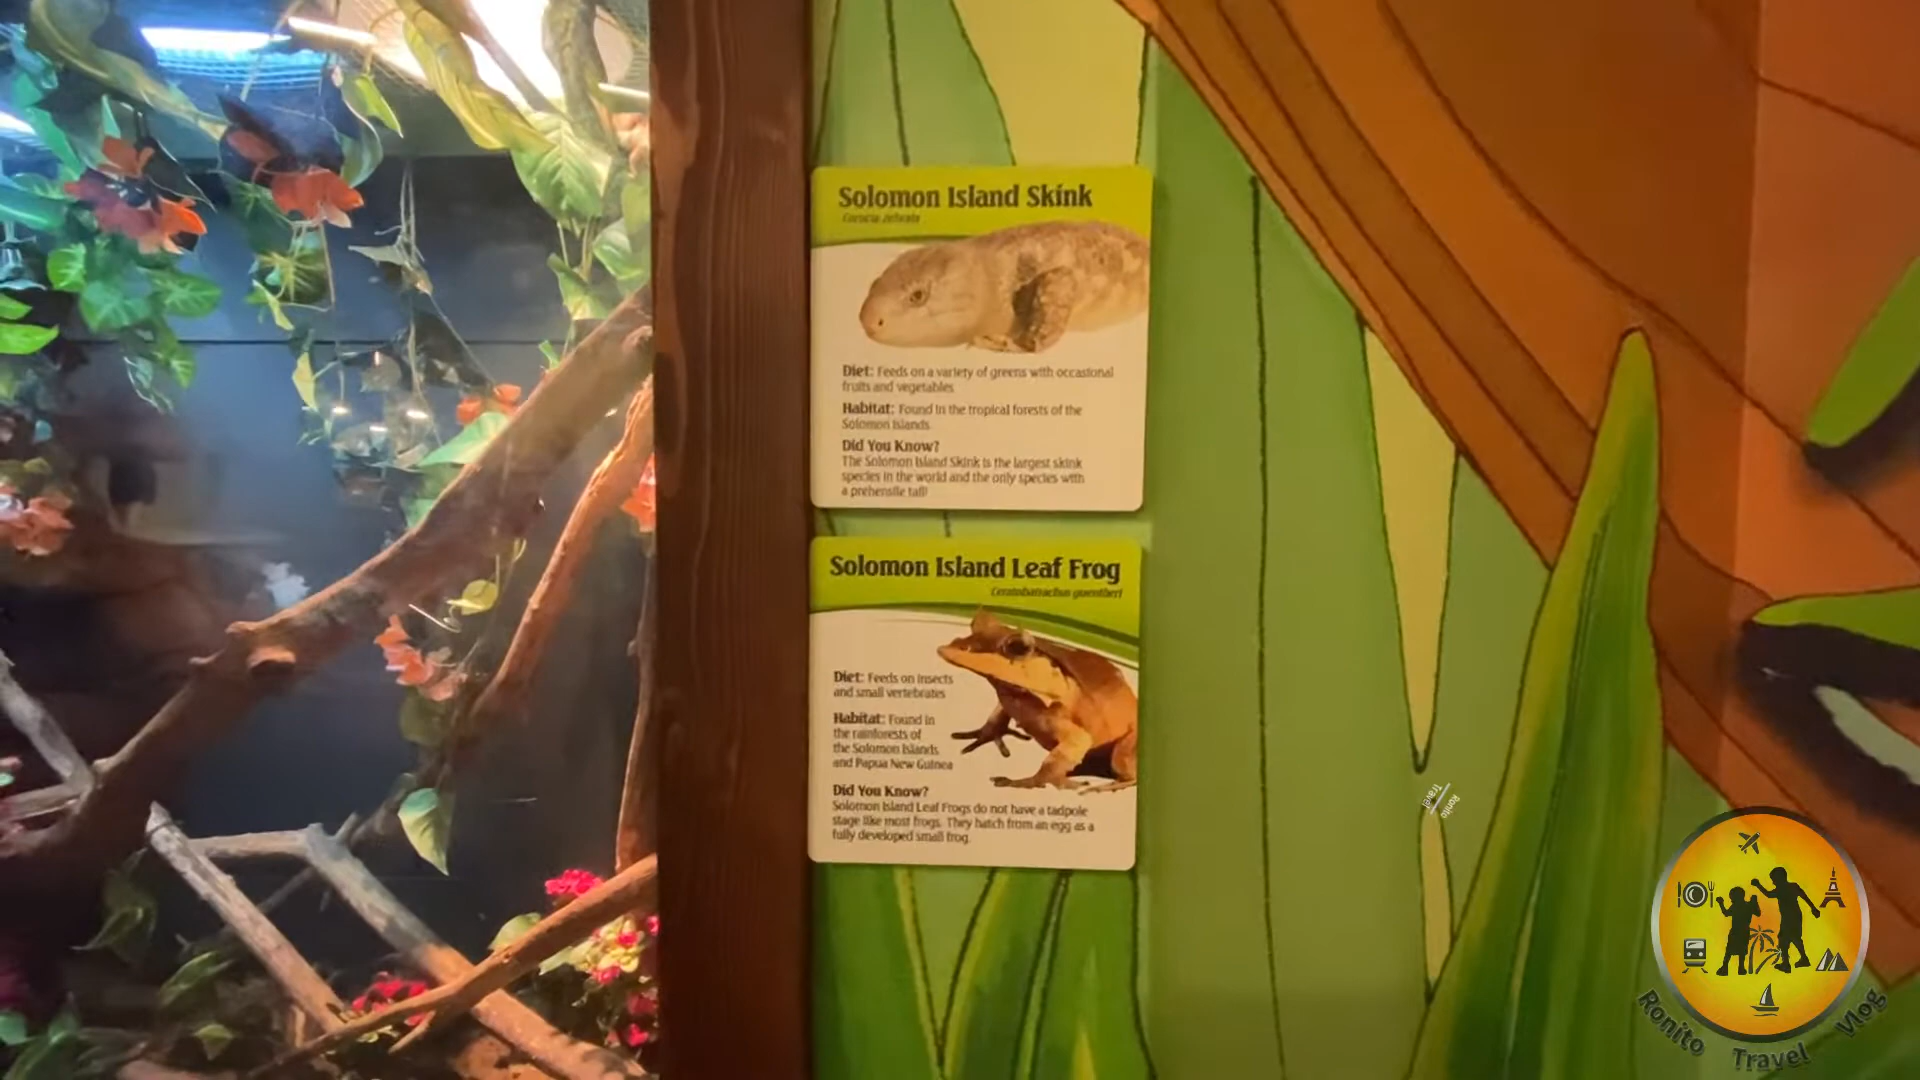 Solomon Island Skink
Corucia zebrata
Diet: Feeds on a variety of greens with occasional
fruits and vegetables
Habitat: Found in the tropical forests of the
Solomon Islands
Did You Know?
The Solomon Island Skink is the largest skink
species in the world and the only species with
a prehensile tail!
Solomon Island Leaf Frog
Ceratobatrachus guentheri
Diet: Feeds on insects
and small vertebrates
Habitat: Found in
the rainforests of
the Solomon Islands
and Papua New Guinea
Did You Know?
Solomon Island Leaf Frogs do not have a tadpole
stage like most frogs. They hatch from an egg as a
fully developed small frog.
Ronito
Travel
Ronito Travel Vlog